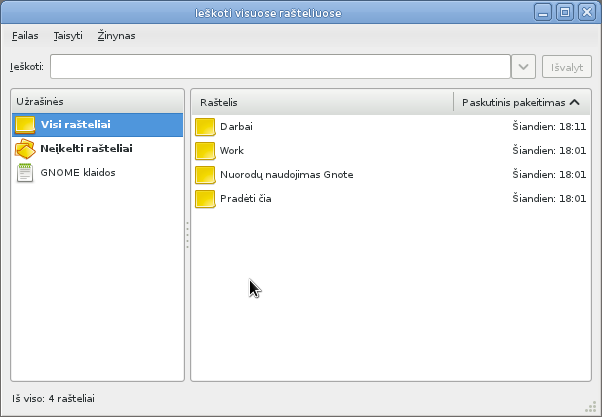 Ieškoti visuose rašteliuose
Failas Taisyti Žinynas
Ieškoti: Išvalyt
Užrašinės
Visi rašteliai
Neįkelti rašteliai
GNOME klaidos
Raštelis Paskutinis pakeitimas
Darbai Šiandien: 18:11
Work Šiandien: 18:01
Nuorodų naudojimas Gnote Šiandien: 18:01
Pradėti čia Šiandien: 18:01
Iš viso: 4 rašteliai